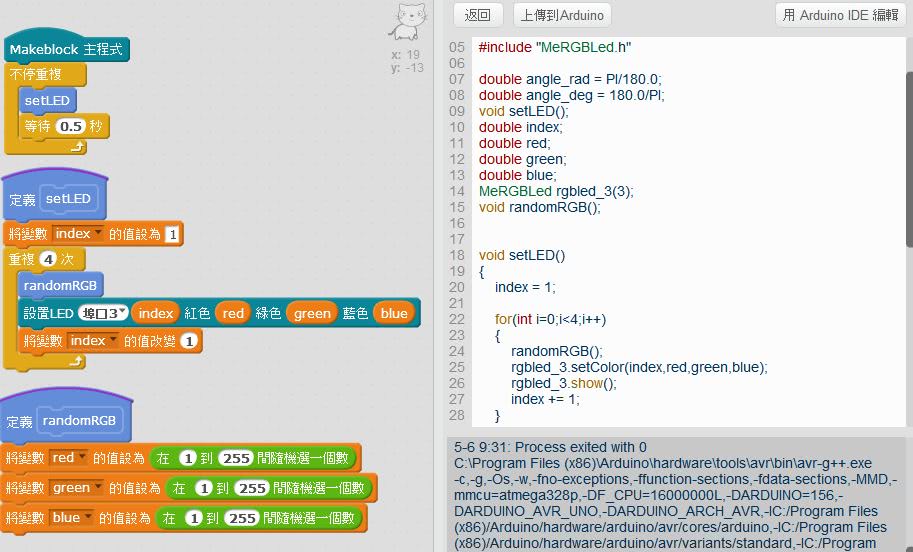 Makeblock 主程式
不停重複
setLED
等待 0.5 秒
定義 setLED
將變數 index 的值設為 1
重複 4 次
randomRGB
設置LED 埠口3 index 紅色 red 綠色 green 藍色 blue
將變數 index 的值改變 1
定義 randomRGB
將變數 red 的值設為 在 1 到 255 間隨機選一個數
將變數 green 的值設為 在 1 到 255 間隨機選一個數
將變數 blue 的值設為 在 1 到 255 間隨機選一個數
x: 19
y: -13
返回 上傳到Arduino 用 Arduino IDE 編輯
05 #include "MeRGBLed.h"
06
07 double angle_rad = PI/180.0;
08 double angle_deg = 180.0/PI;
09 void setLED();
10 double index;
11 double red;
12 double green;
13 double blue;
14 MeRGBLed rgbled_3(3);
15 void randomRGB();
16
17
18 void setLED()
19 {
20 index = 1;
21
22 for(int i=0;i<4;i++)
23 {
24 randomRGB();
25 rgbled_3.setColor(index,red,green,blue);
26 rgbled_3.show();
27 index += 1;
28 }
5-6 9:31: Process exited with 0
C:\Program Files (x86)\Arduino\hardware\tools\avr\bin\avr-g++.exe
-c,-g,-Os,-w,-fno-exceptions,-ffunction-sections,-fdata-sections,-MMD,-
mmcu=atmega328p,-DF_CPU=16000000L,-DARDUINO=156,-
DARDUINO_AVR_UNO,-DARDUINO_ARCH_AVR,-IC:/Program Files
(x86)/Arduino/hardware/arduino/avr/cores/arduino,-IC:/Program Files
(x86)/Arduino/hardware/arduino/avr/variants/standard,-IC:/Program